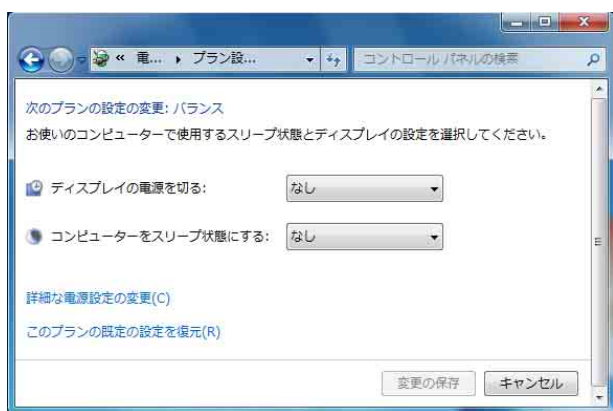 « 電... ▸ プラン設... コントロール パネルの検索
次のプランの設定の変更: バランス
お使いのコンピューターで使用するスリープ状態とディスプレイの設定を選択してください。
ディスプレイの電源を切る: なし
コンピューターをスリープ状態にする: なし
詳細な電源設定の変更(C)
このプランの既定の設定を復元(R)
変更の保存 キャンセル